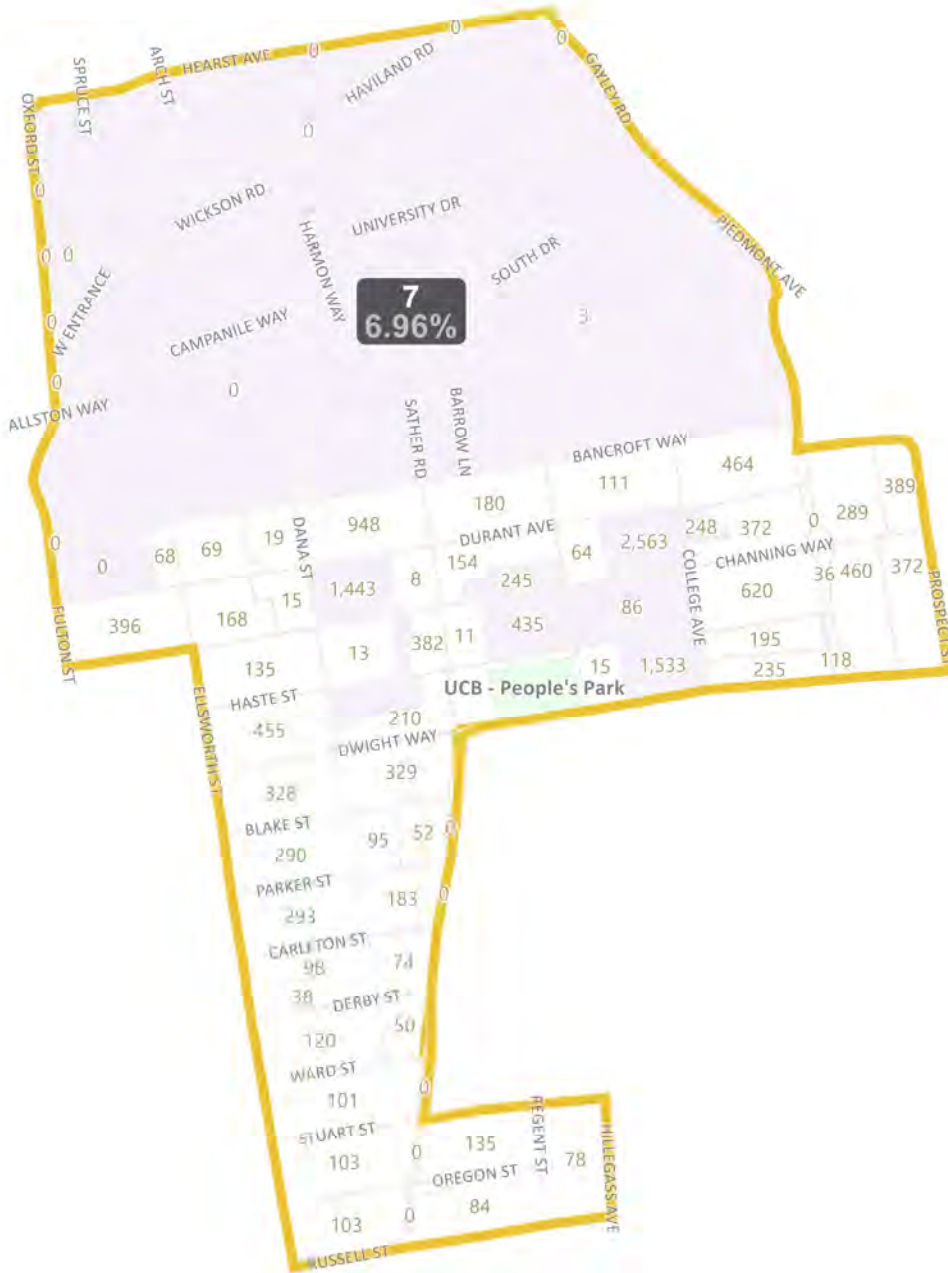 0
0
0
HEARST AVE
HAVILAND RD
GAYLEY RD
ARCH ST
SPRUCE ST
OXFORD ST
0
0
WICKSON RD
UNIVERSITY DR
HARMON WAY
SOUTH DR
PIEDMONT AVE
0 0
W ENTRANCE
7
6.96%
0
CAMPANILE WAY
3
0
0
ALLSTON WAY
SATHER RD
BARROW LN
BANCROFT WAY
464
111
180
389
948
DURANT AVE
19
69
68
0
0
DANA ST
154
64
2,563
248
372
0
289
CHANNING WAY
COLLEGE AVE
1,443
8
245
15
86
620
36
460
372
PROSPECT ST
FULTON ST
396
168
382
11
435
195
13
135
15
1,533
235
118
UCB - People's Park
HASTE ST
210
455
ELLSWORTH ST
DWIGHT WAY
329
328
BLAKE ST
95
52
0
290
PARKER ST
183
0
293
CARLETON ST
98
74
38
DERBY ST
50
120
WARD ST
0
101
STUART ST
135
REGENT ST
HILLEGASS AVE
103
0
78
OREGON ST
84
103
0
RUSSELL ST